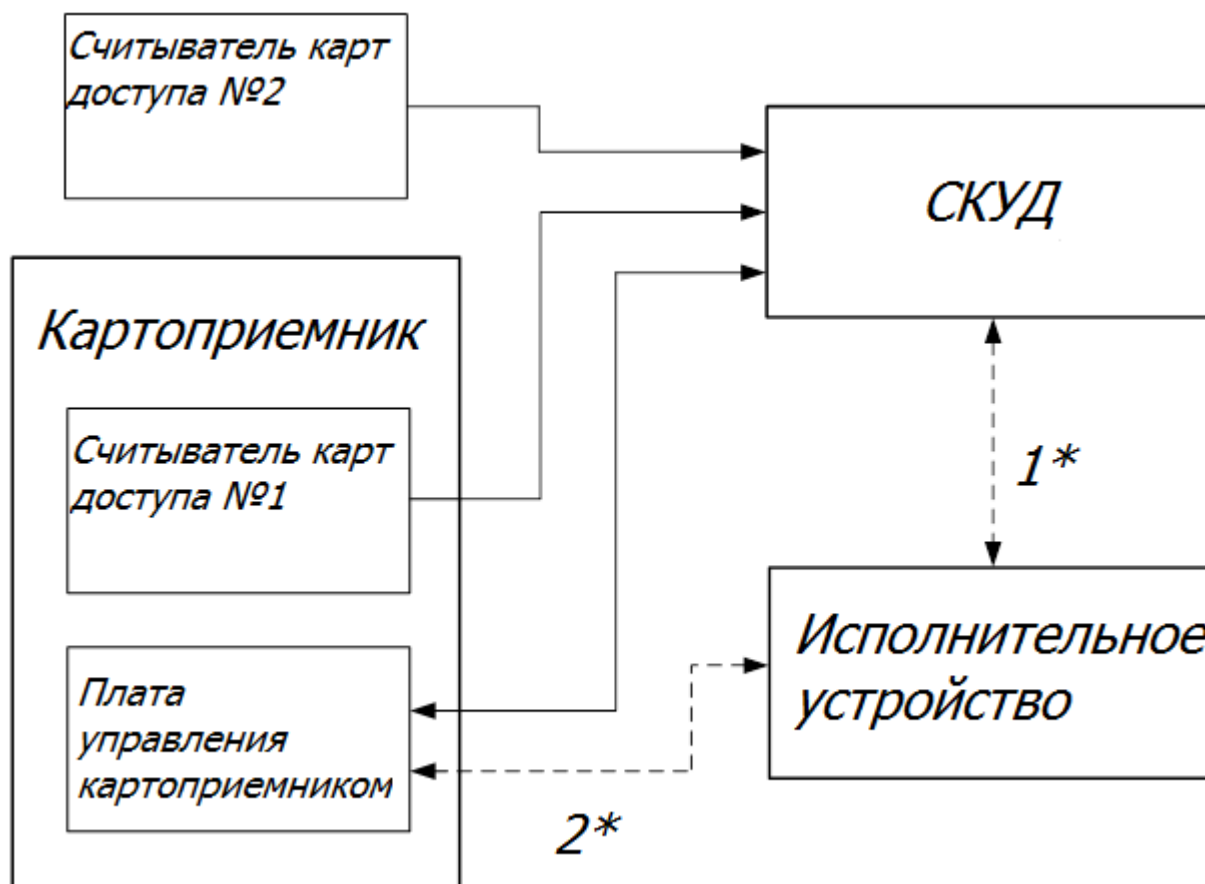 Считыватель карт
доступа №2
СКУД
Картоприемник
Считыватель карт
доступа №1
1*
Исполнительное
устройство
Плата
управления
картоприемником
2*